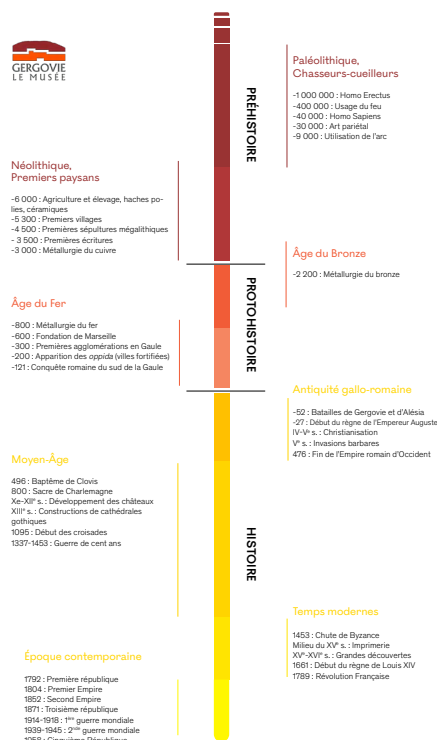 GERGOVIE
LE MUSÉE
PRÉHISTOIRE
Paléolithique,
Chasseurs-cueilleurs
-1 000 000 : Homo Erectus
-400 000 : Usage du feu
-40 000 : Homo Sapiens
-30 000 : Art pariétal
-9 000 : Utilisation de l'arc
Néolithique,
Premiers paysans
-6 000 : Agriculture et élevage, haches po-
lies, céramiques
-5 300 : Premiers villages
-4 500 : Premières sépultures mégalithiques
- 3 500 : Premières écritures
-3 000 : Métallurgie du cuivre
PROTOHISTOIRE
Âge du Bronze
-2 200 : Métallurgie du bronze
Âge du Fer
-800 : Métallurgie du fer
-600 : Fondation de Marseille
-300 : Premières agglomérations en Gaule
-200 : Apparition des oppida (villes fortifiées)
-121 : Conquête romaine du sud de la Gaule
HISTOIRE
Antiquité gallo-romaine
-52 : Batailles de Gergovie et d'Alésia
-27 : Début du règne de l'Empereur Auguste
IV-Vᵉ s. : Christianisation
Vᵉ s. : Invasions barbares
476 : Fin de l'Empire romain d'Occident
Moyen-Âge
496 : Baptême de Clovis
800 : Sacre de Charlemagne
Xe-XIIᵉ s. : Développement des châteaux
XIIIᵉ s. : Constructions de cathédrales
gothiques
1095 : Début des croisades
1337-1453 : Guerre de cent ans
Temps modernes
1453 : Chute de Byzance
Milieu du XVᵉ s. : Imprimerie
XVᵉ-XVIᵉ s. : Grandes découvertes
1661 : Début du règne de Louis XIV
1789 : Révolution Française
Époque contemporaine
1792 : Première république
1804 : Premier Empire
1852 : Second Empire
1871 : Troisième république
1914-1918 : 1ᵉʳᵉ guerre mondiale
1939-1945 : 2ⁿᵈᵉ guerre mondiale
1958 : Cinquième République